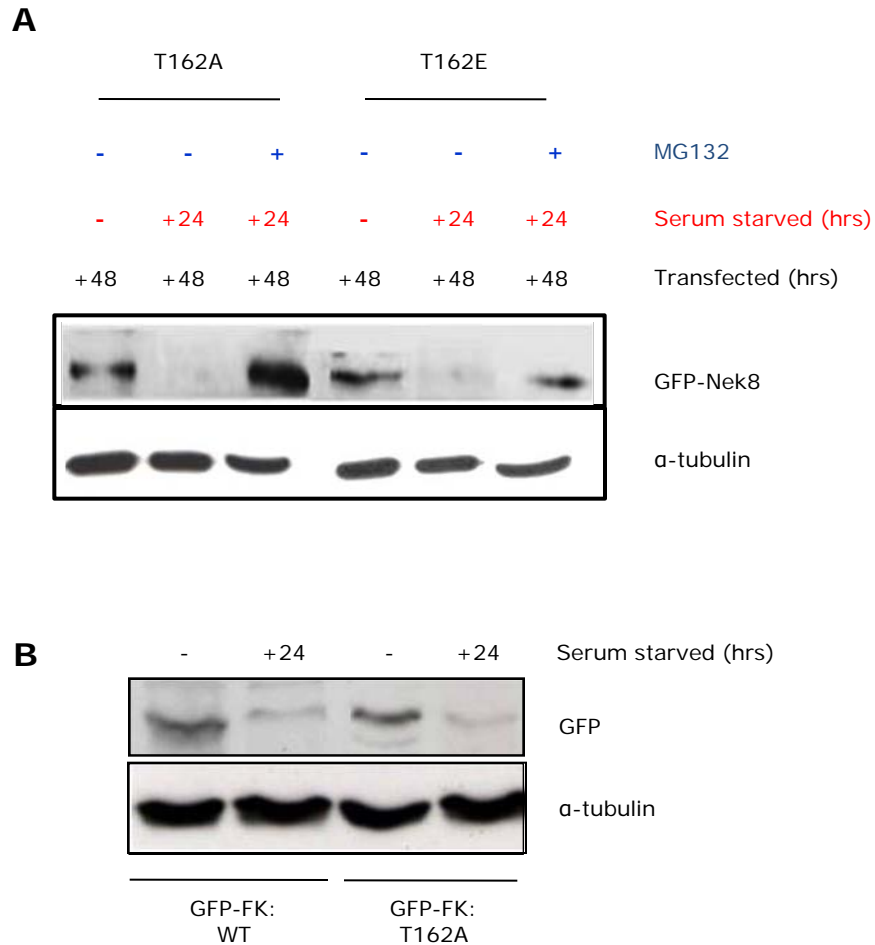 A
T162A T162E
- - + - - + MG132
- +24 +24 - +24 +24 Serum starved (hrs)
+48 +48 +48 +48 +48 +48 Transfected (hrs)
GFP-Nek8
α-tubulin
B - +24 - +24 Serum starved (hrs)
GFP
α-tubulin
GFP-FK: GFP-FK:
WT T162A